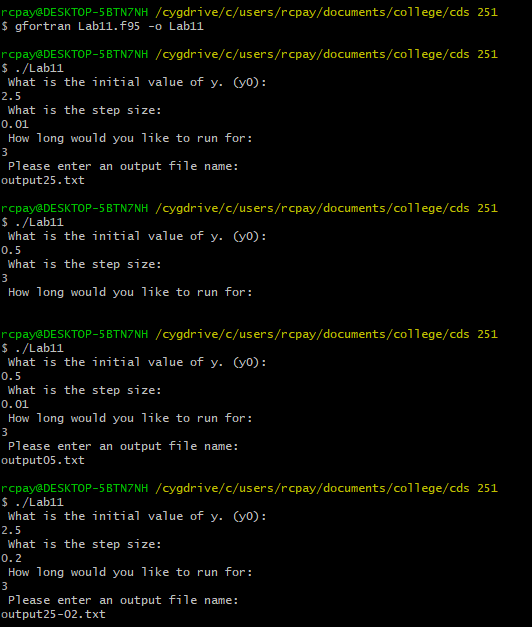 rcpay@DESKTOP-5BTN7NH /cygdrive/c/users/rcpay/documents/college/cds 251
$ gfortran Lab11.f95 -o Lab11
rcpay@DESKTOP-5BTN7NH /cygdrive/c/users/rcpay/documents/college/cds 251
$ ./Lab11
What is the initial value of y. (y0):
2.5
What is the step size:
0.01
How long would you like to run for:
3
Please enter an output file name:
output25.txt
rcpay@DESKTOP-5BTN7NH /cygdrive/c/users/rcpay/documents/college/cds 251
$ ./Lab11
What is the initial value of y. (y0):
0.5
What is the step size:
3
How long would you like to run for:
rcpay@DESKTOP-5BTN7NH /cygdrive/c/users/rcpay/documents/college/cds 251
$ ./Lab11
What is the initial value of y. (y0):
0.5
What is the step size:
0.01
How long would you like to run for:
3
Please enter an output file name:
output05.txt
rcpay@DESKTOP-5BTN7NH /cygdrive/c/users/rcpay/documents/college/cds 251
$ ./Lab11
What is the initial value of y. (y0):
2.5
What is the step size:
0.2
How long would you like to run for:
3
Please enter an output file name:
output25-02.txt